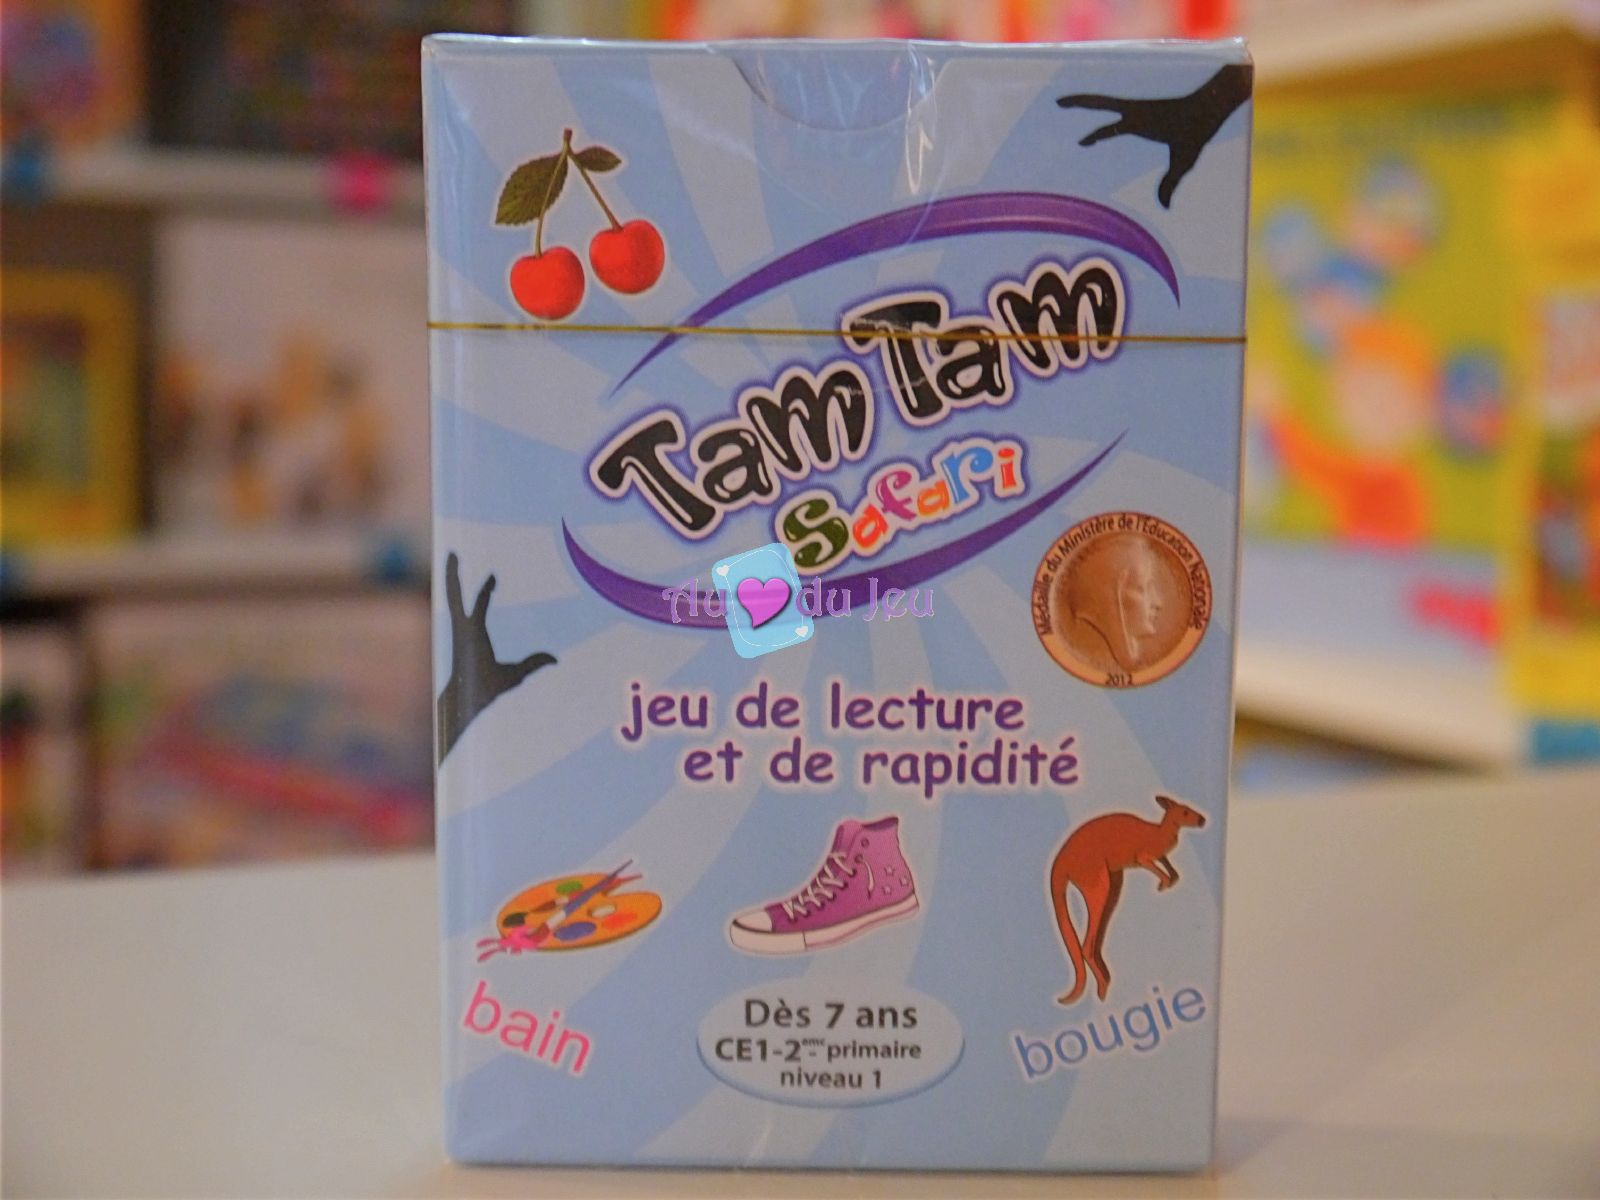 Tam Tam
Safari
Médaille du Ministère de l'Education Nationale
2012
Au du Jeu
jeu de lecture
et de rapidité
bain
Dès 7 ans
CE1-2ème primaire
niveau 1
bougie